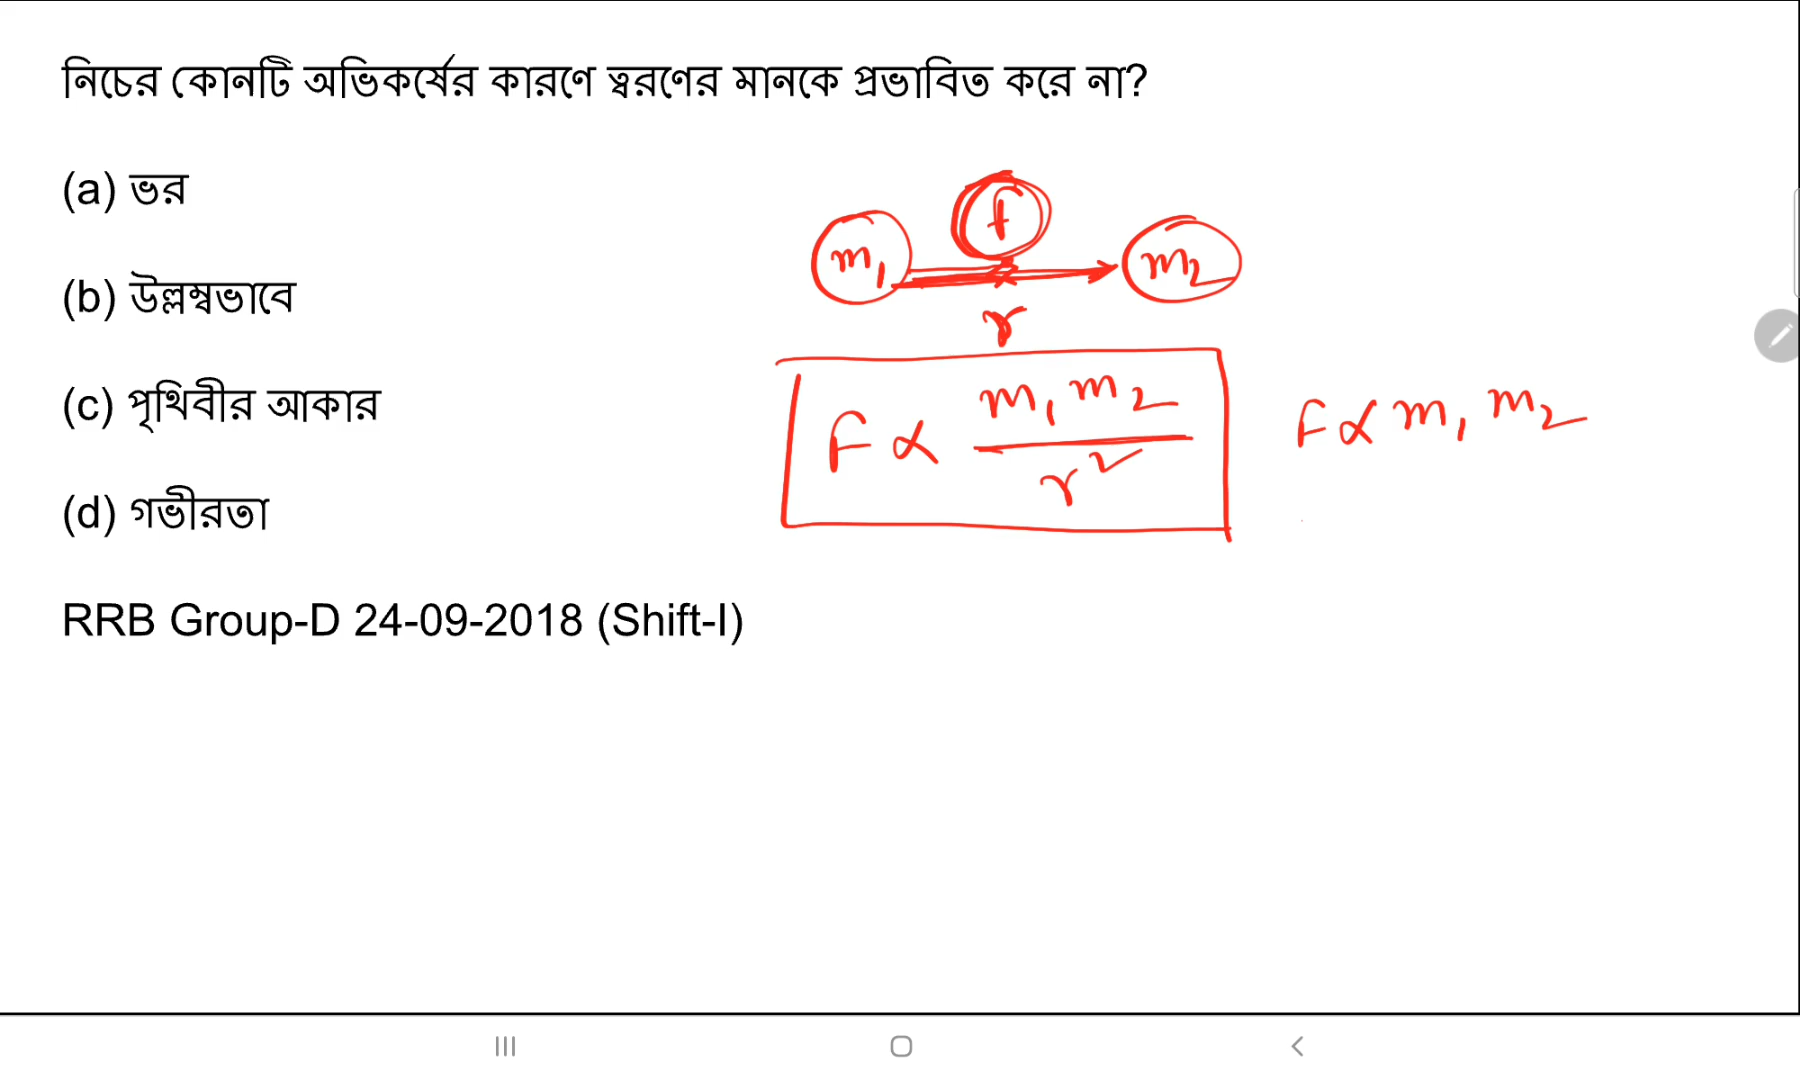 নিচের কোনটি অভিকর্ষের কারণে ত্বরণের মানকে প্রভাবিত করে না?
(a) ভর
(b) উল্লম্বভাবে
(c) পৃথিবীর আকার
(d) গভীরতা
RRB Group-D 24-09-2018 (Shift-I)
f
m₁ m₂
r
F ∝ m₁ m₂ / r²
F ∝ m₁ m₂